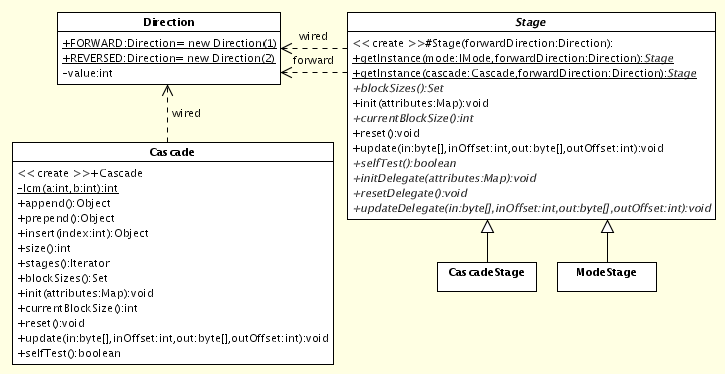 Direction
+FORWARD:Direction= new Direction(1)
+REVERSED:Direction= new Direction(2)
-value:int
wired
forward
wired
Stage
<< create >>#Stage(forwardDirection:Direction):
+getInstance(mode:IMode,forwardDirection:Direction):Stage
+getInstance(cascade:Cascade,forwardDirection:Direction):Stage
+blockSizes():Set
+init(attributes:Map):void
+currentBlockSize():int
+reset():void
+update(in:byte[],inOffset:int,out:byte[],outOffset:int):void
+selfTest():boolean
+initDelegate(attributes:Map):void
+resetDelegate():void
+updateDelegate(in:byte[],inOffset:int,out:byte[],outOffset:int):void
Cascade
<< create >>+Cascade
-lcm(a:int,b:int):int
+append():Object
+prepend():Object
+insert(index:int):Object
+size():int
+stages():Iterator
+blockSizes():Set
+init(attributes:Map):void
+currentBlockSize():int
+reset():void
+update(in:byte[],inOffset:int,out:byte[],outOffset:int):void
+selfTest():boolean
CascadeStage
ModeStage